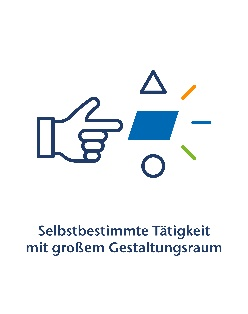 Selbstbestimmte Tätigkeit
mit großem Gestaltungsraum